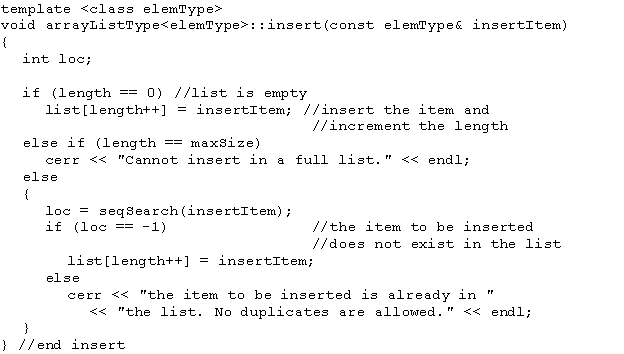 template <class elemType>
void arrayListType<elemType>::insert(const elemType& insertItem)
{
   int loc;

   if (length == 0) //list is empty
      list[length++] = insertItem; //insert the item and
                                   //increment the length
   else if (length == maxSize)
      cerr << "Cannot insert in a full list." << endl;
   else
   {
      loc = seqSearch(insertItem);
      if (loc == -1)               //the item to be inserted
                                   //does not exist in the list
         list[length++] = insertItem;
      else
         cerr << "the item to be inserted is already in "
            << "the list. No duplicates are allowed." << endl;
   }
} //end insert